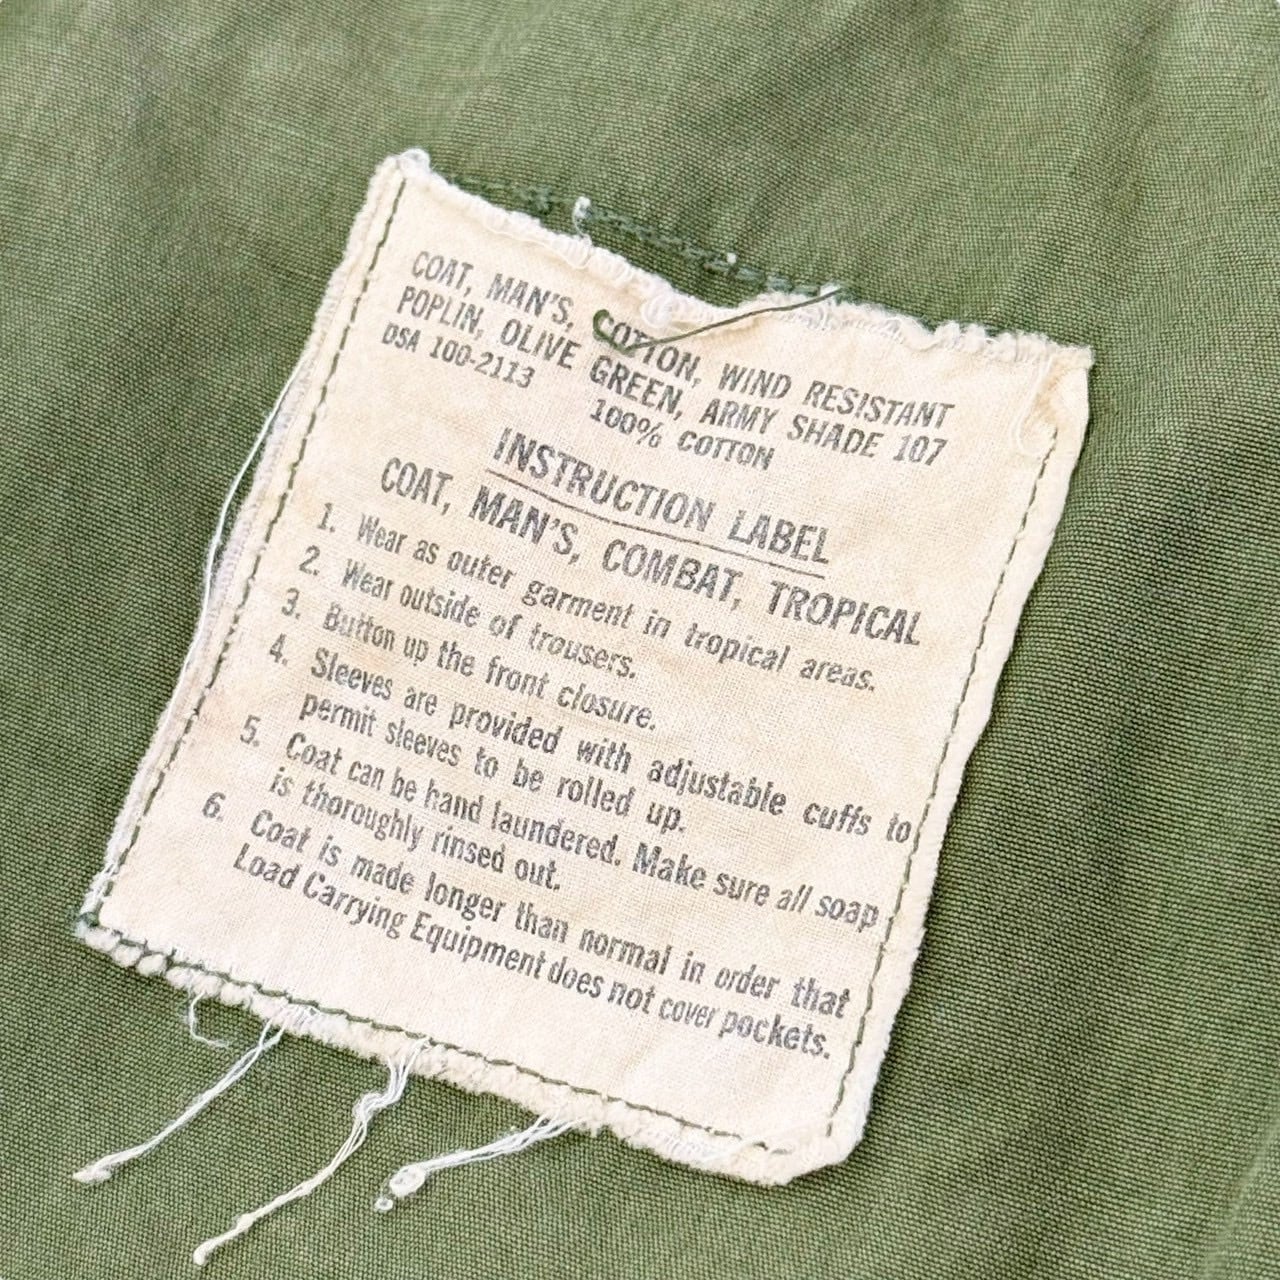 COAT, MAN'S, COTTON, WIND RESISTANT
POPLIN, OLIVE GREEN, ARMY SHADE 107
DSA 100-2113
100% COTTON
INSTRUCTION LABEL
COAT, MAN'S, COMBAT, TROPICAL
1. Wear as outer garment in tropical areas.
2. Wear outside of trousers.
3. Button up the front closure.
4. Sleeves are provided with adjustable cuffs to
permit sleeves to be rolled up.
5. Coat can be hand laundered. Make sure all soap
is thoroughly rinsed out.
6. Coat is made longer than normal in order that
Load Carrying Equipment does not cover pockets.